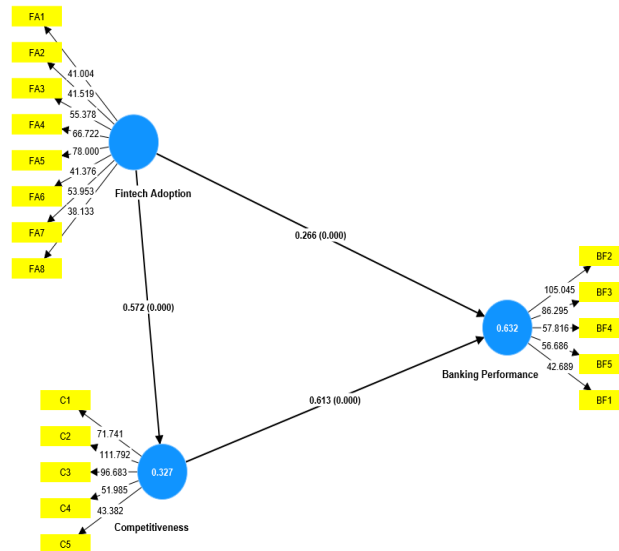 FA1
FA2
FA3
FA4
FA5
FA6
FA7
FA8
41.004
41.519
55.378
66.722
78.000
41.376
53.953
38.133
Fintech Adoption
0.266 (0.000)
0.572 (0.000)
0.613 (0.000)
BF2
BF3
BF4
BF5
BF1
105.045
86.295
57.816
56.686
42.689
0.632
Banking Performance
C1
C2
C3
C4
C5
71.741
111.792
96.683
51.985
43.382
0.327
Competitiveness